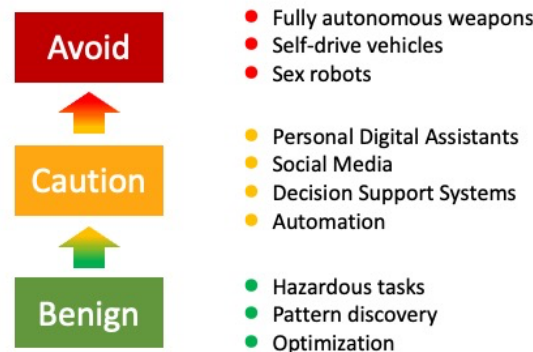 Avoid
Fully autonomous weapons
Self-drive vehicles
Sex robots
Caution
Personal Digital Assistants
Social Media
Decision Support Systems
Automation
Benign
Hazardous tasks
Pattern discovery
Optimization